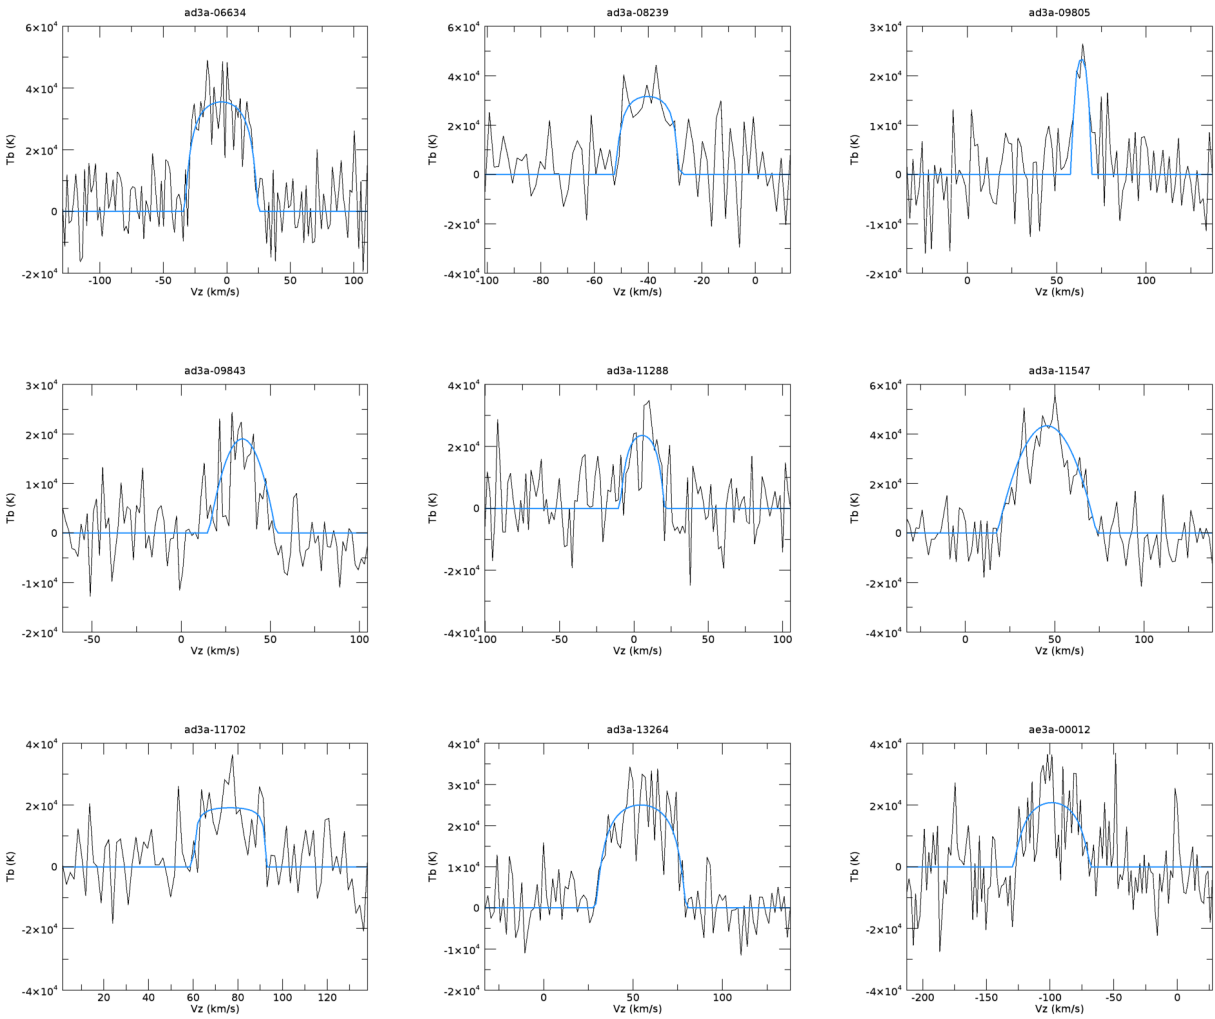 ad3a-06634
6×10⁴
4×10⁴
2×10⁴
0
-2×10⁴
Tb (K)
-100 -50 0 50 100
Vz (km/s)
ad3a-08239
6×10⁴
4×10⁴
2×10⁴
0
-2×10⁴
-4×10⁴
Tb (K)
-100 -80 -60 -40 -20 0
Vz (km/s)
ad3a-09805
3×10⁴
2×10⁴
1×10⁴
0
-1×10⁴
-2×10⁴
Tb (K)
0 50 100
Vz (km/s)
ad3a-09843
3×10⁴
2×10⁴
1×10⁴
0
-1×10⁴
-2×10⁴
Tb (K)
-50 0 50 100
Vz (km/s)
ad3a-11288
4×10⁴
2×10⁴
0
-2×10⁴
-4×10⁴
Tb (K)
-100 -50 0 50 100
Vz (km/s)
ad3a-11547
6×10⁴
4×10⁴
2×10⁴
0
-2×10⁴
-4×10⁴
Tb (K)
0 50 100
Vz (km/s)
ad3a-11702
4×10⁴
2×10⁴
0
-2×10⁴
-4×10⁴
Tb (K)
20 40 60 80 100 120
Vz (km/s)
ad3a-13264
4×10⁴
3×10⁴
2×10⁴
1×10⁴
0
-1×10⁴
-2×10⁴
Tb (K)
0 50 100
Vz (km/s)
ae3a-00012
4×10⁴
2×10⁴
0
-2×10⁴
-4×10⁴
Tb (K)
-200 -150 -100 -50 0
Vz (km/s)